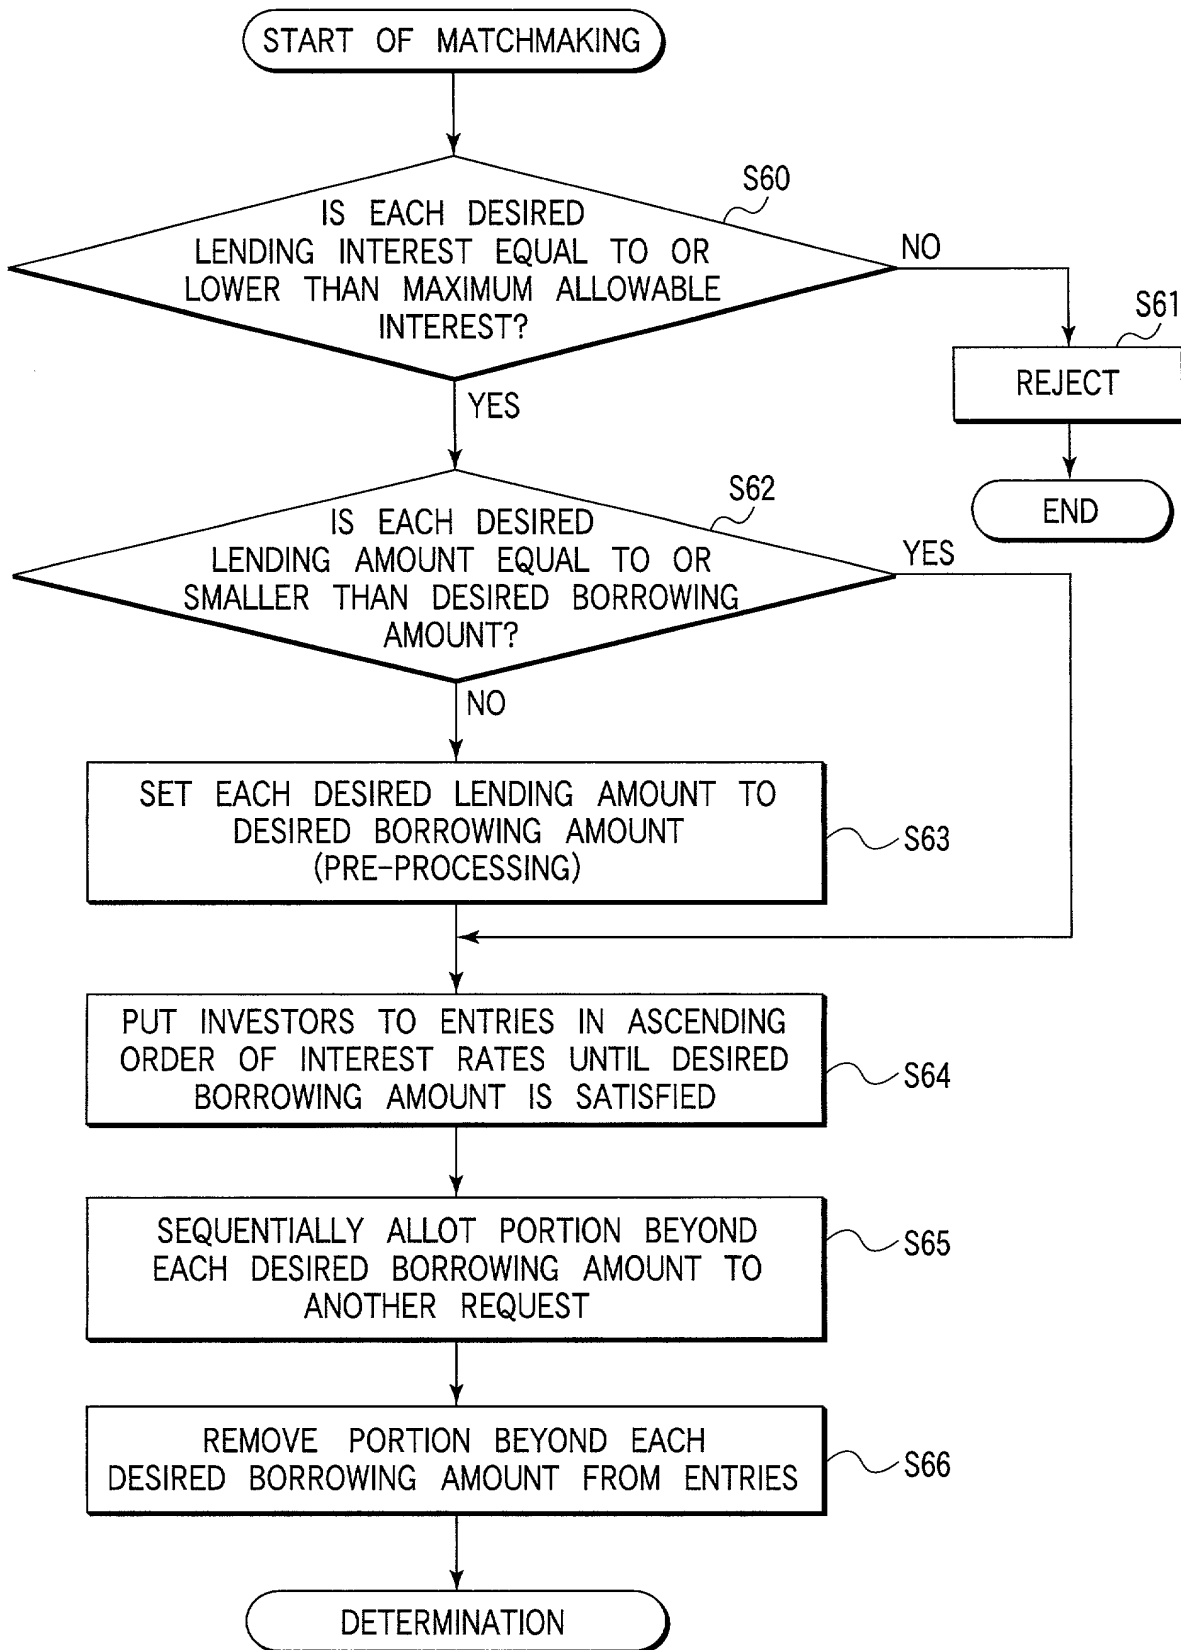 START OF MATCHMAKING
S60
IS EACH DESIRED
LENDING INTEREST EQUAL TO OR
LOWER THAN MAXIMUM ALLOWABLE
INTEREST?
NO
S61
REJECT
END
YES
S62
IS EACH DESIRED
LENDING AMOUNT EQUAL TO OR
SMALLER THAN DESIRED BORROWING
AMOUNT?
YES
NO
SET EACH DESIRED LENDING AMOUNT TO
DESIRED BORROWING AMOUNT
(PRE-PROCESSING)
S63
PUT INVESTORS TO ENTRIES IN ASCENDING
ORDER OF INTEREST RATES UNTIL DESIRED
BORROWING AMOUNT IS SATISFIED
S64
SEQUENTIALLY ALLOT PORTION BEYOND
EACH DESIRED BORROWING AMOUNT TO
ANOTHER REQUEST
S65
REMOVE PORTION BEYOND EACH
DESIRED BORROWING AMOUNT FROM ENTRIES
S66
DETERMINATION